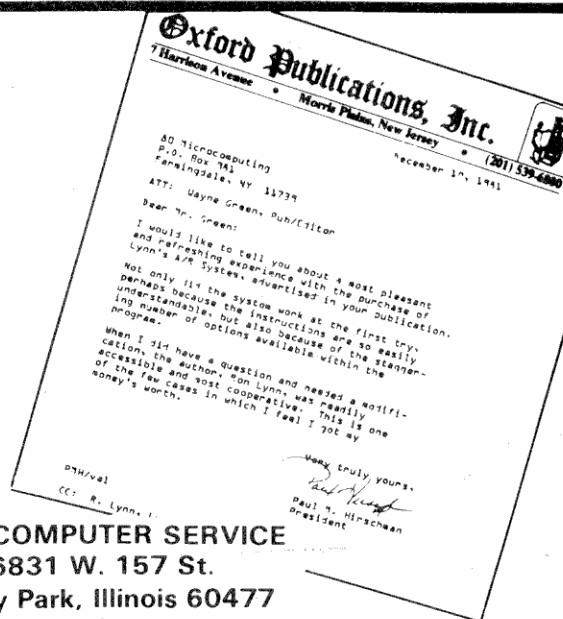 Oxford Publications, Inc.
7 Harrison Avenue • Morris Plains, New Jersey • (201) 539-6880
December 17, 1981
80 Microcomputing
P.O. Box 981
Farmingdale, NY 11739
ATT: Wayne Green, Pub/Editor
Dear Mr. Green:
I would like to tell you about a most pleasant
and refreshing experience with the purchase of
Lynn's A/R System, advertised in your publication.
Not only did the system work at the first try,
perhaps because the instructions are so easily
understandable, but also because of the stagger-
ing number of options available within the
program.
When I did have a question and needed a modifi-
cation, the author, Ron Lynn, was readily
accessible and most cooperative. This is one
of the few cases in which I feel I got my
money's worth.
Very truly yours,
Paul M. Hirschman
President
PMH/val
CC: R. Lynn,
COMPUTER SERVICE
6831 W. 157 St.
y Park, Illinois 60477